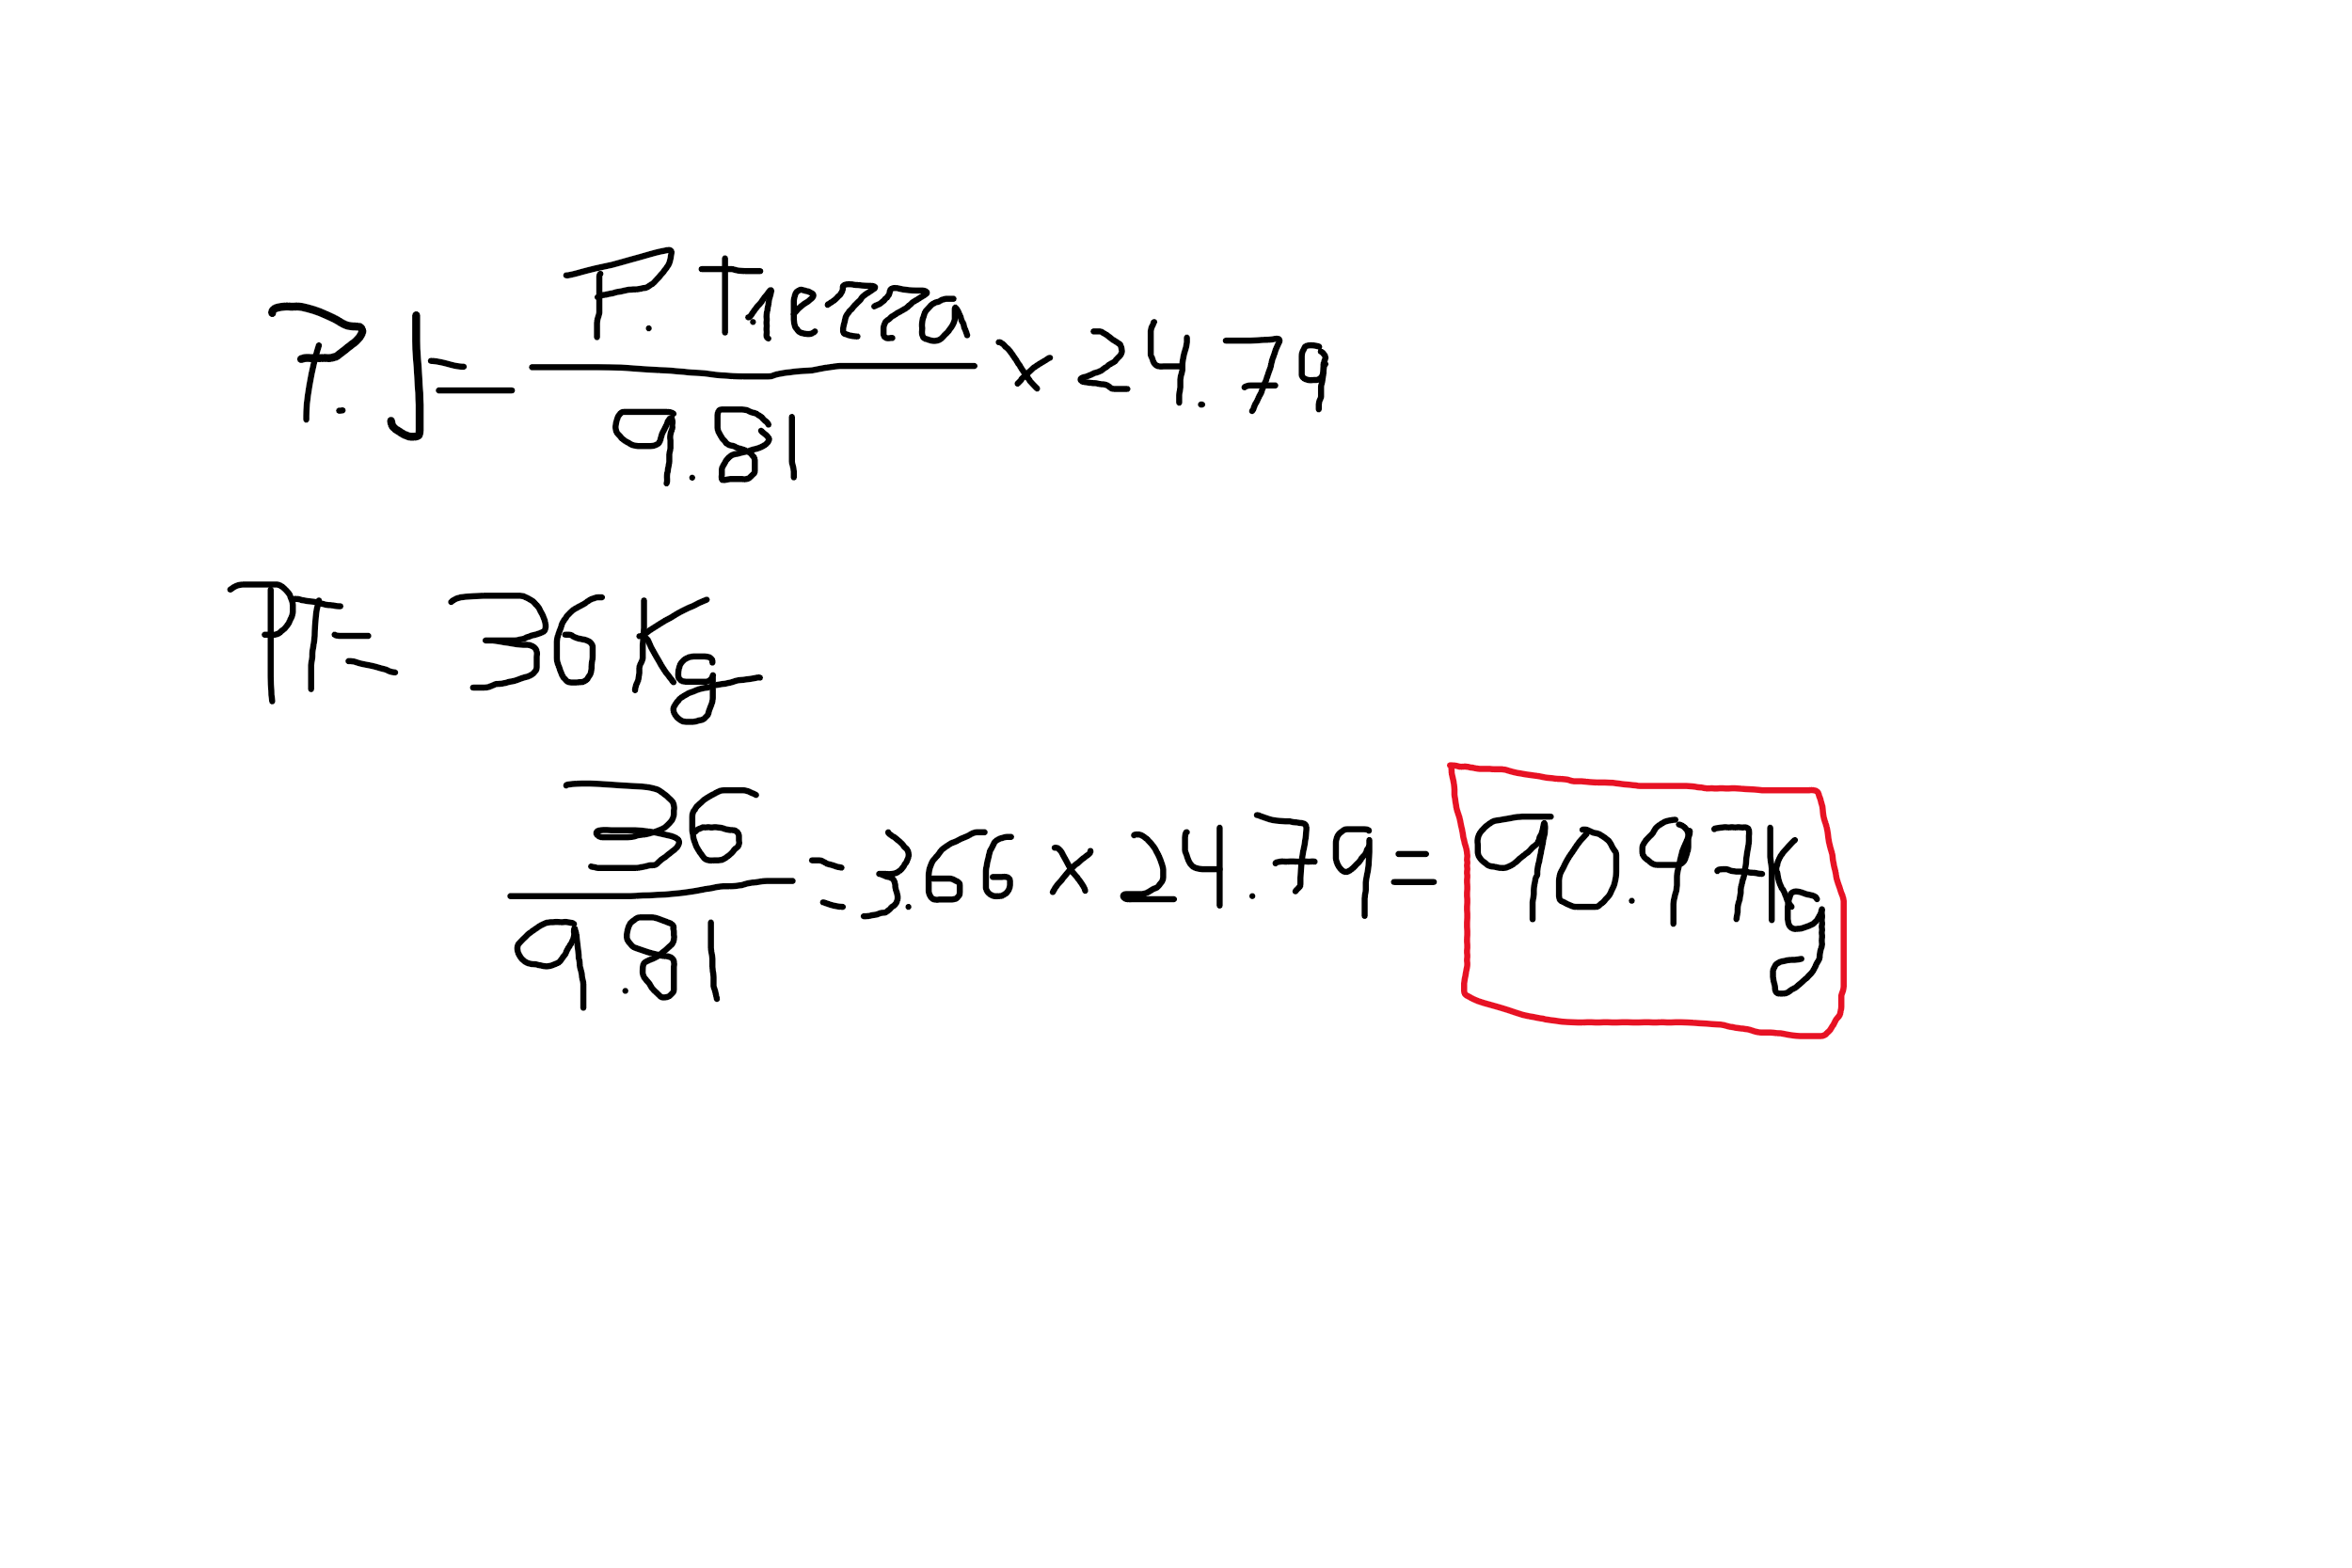 P. J = P. tierra / 9.81 × 24.79
PT = 36 Kg
36 / 9.81 = 3.66 × 24.79 = 90.97 kg